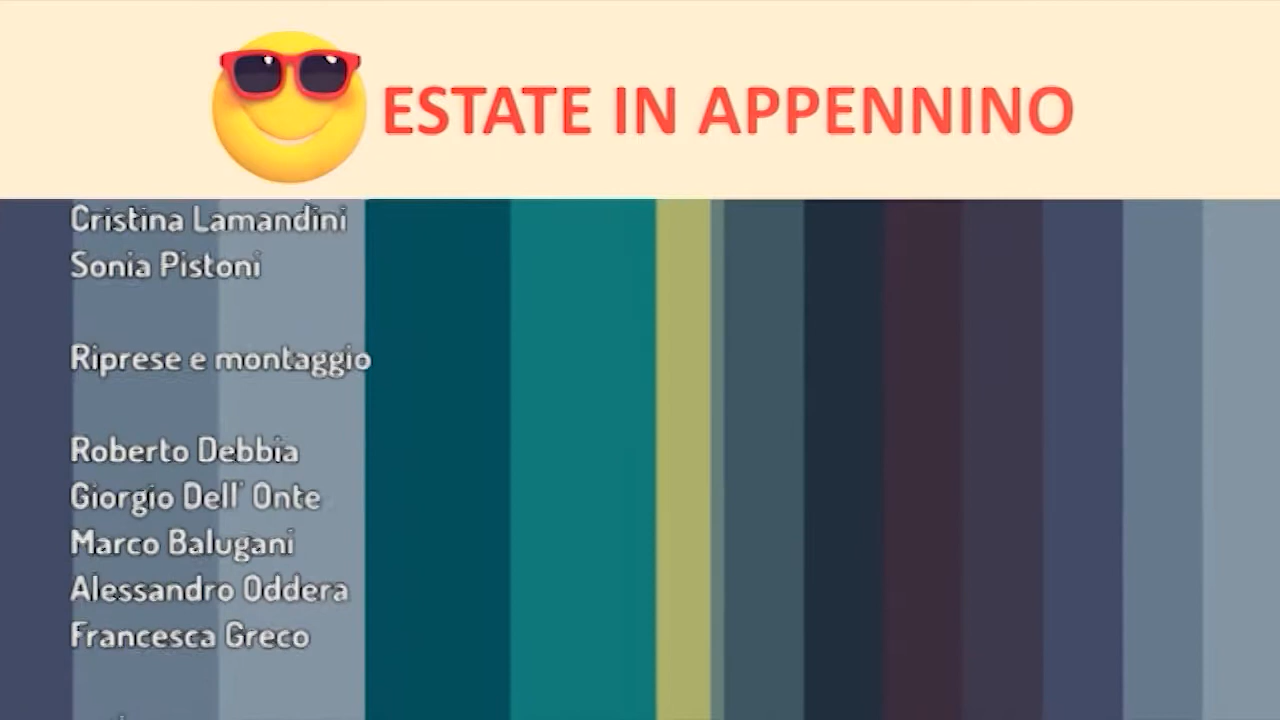 ESTATE IN APPENNINO
Cristina Lamandini
Sonia Pistoni
Riprese e montaggio
Roberto Debbia
Giorgio Dell' Onte
Marco Balugani
Alessandro Oddera
Francesca Greco